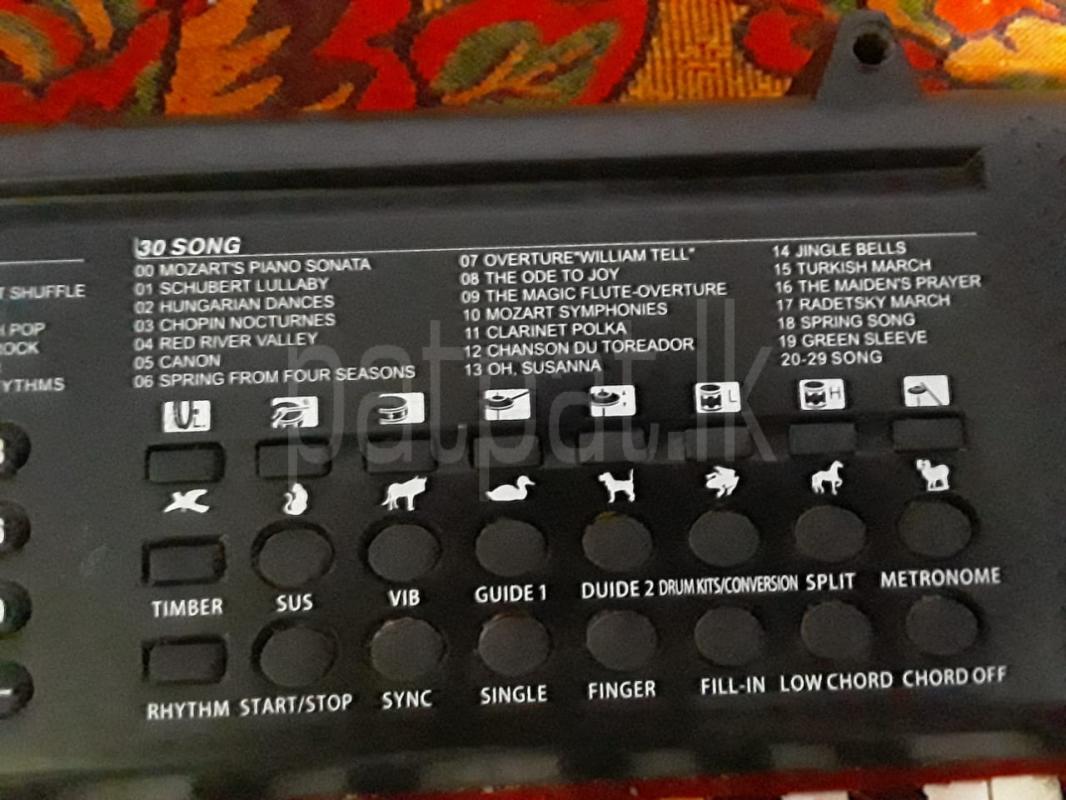 30 SONG
00 MOZART'S PIANO SONATA
01 SCHUBERT LULLABY
02 HUNGARIAN DANCES
03 CHOPIN NOCTURNES
04 RED RIVER VALLEY
05 CANON
06 SPRING FROM FOUR SEASONS
07 OVERTURE"WILLIAM TELL"
08 THE ODE TO JOY
09 THE MAGIC FLUTE-OVERTURE
10 MOZART SYMPHONIES
11 CLARINET POLKA
12 CHANSON DU TOREADOR
13 OH, SUSANNA
14 JINGLE BELLS
15 TURKISH MARCH
16 THE MAIDEN'S PRAYER
17 RADETSKY MARCH
18 SPRING SONG
19 GREEN SLEEVE
20-29 SONG
SHUFFLE
POP
L
H
patpat.lk
TIMBER SUS VIB GUIDE 1 DUIDE 2 DRUM KITS/CONVERSION SPLIT METRONOME
RHYTHM START/STOP SYNC SINGLE FINGER FILL-IN LOW CHORD CHORD OFF